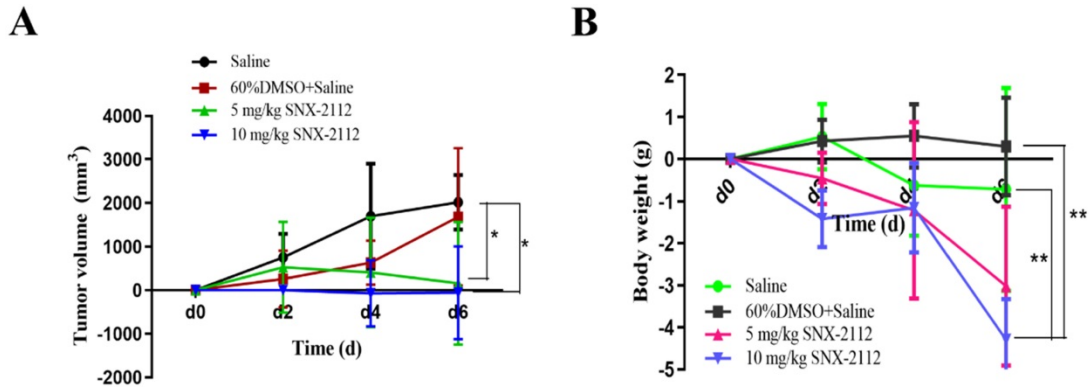 A
Saline
60%DMSO+Saline
5 mg/kg SNX-2112
10 mg/kg SNX-2112
Tumor volume (mm³)
4000
3000
2000
1000
0
-1000
-2000
d0
d2
d4
d6
Time (d)
*
*
B
Body weight (g)
2
1
0
-1
-2
-3
-4
-5
d0
Time (d)
Saline
60%DMSO+Saline
5 mg/kg SNX-2112
10 mg/kg SNX-2112
**
**